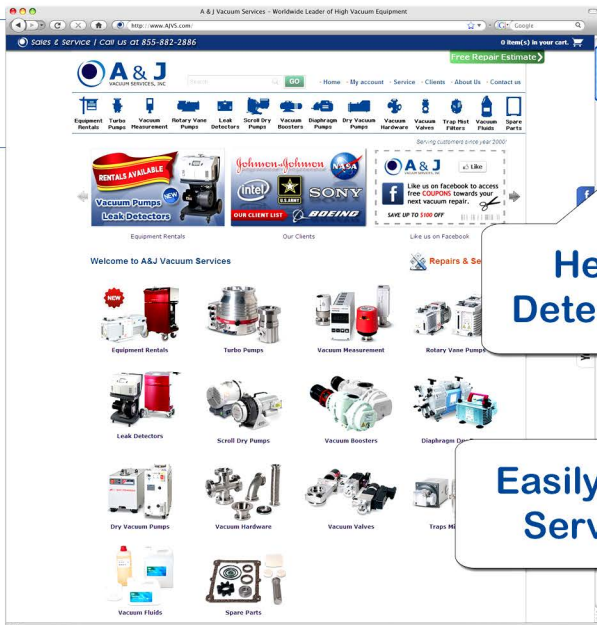 A & J Vacuum Services - Worldwide Leader of High Vacuum Equipment
http://www.AJVS.com/
Google
Sales & Service | Call us at 855-882-2886
0 item(s) in your cart.
Free Repair Estimate
A & J
VACUUM SERVICES, INC
Search
GO
Home
My account
Service
Clients
About Us
Contact us
Equipment Rentals
Turbo Pumps
Vacuum Measurement
Rotary Vane Pumps
Leak Detectors
Scroll Dry Pumps
Vacuum Boosters
Diaphragm Pumps
Dry Vacuum Pumps
Vacuum Hardware
Vacuum Valves
Trap Mist Filters
Vacuum Fluids
Spare Parts
Serving customers since year 2000!
RENTALS AVAILABLE
NEW
Vacuum Pumps
Leak Detectors
Johnson & Johnson
NASA
intel
U.S.ARMY
SONY
OUR CLIENT LIST
BOEING
A & J
VACUUM SERVICES, INC
Like
f
Like us on facebook to access
free COUPONS towards your
next vacuum repair.
SAVE UP TO $100 OFF
Equipment Rentals
Our Clients
Like us on Facebook
f
Welcome to A&J Vacuum Services
Repairs & Se
He
Dete
NEW
Equipment Rentals
Turbo Pumps
Vacuum Measurement
Rotary Vane Pumps
Leak Detectors
Scroll Dry Pumps
Vacuum Boosters
Diaphragm
Easily
Serv
Dry Vacuum Pumps
Vacuum Hardware
Vacuum Valves
Traps Mi
Vacuum Fluids
Spare Parts